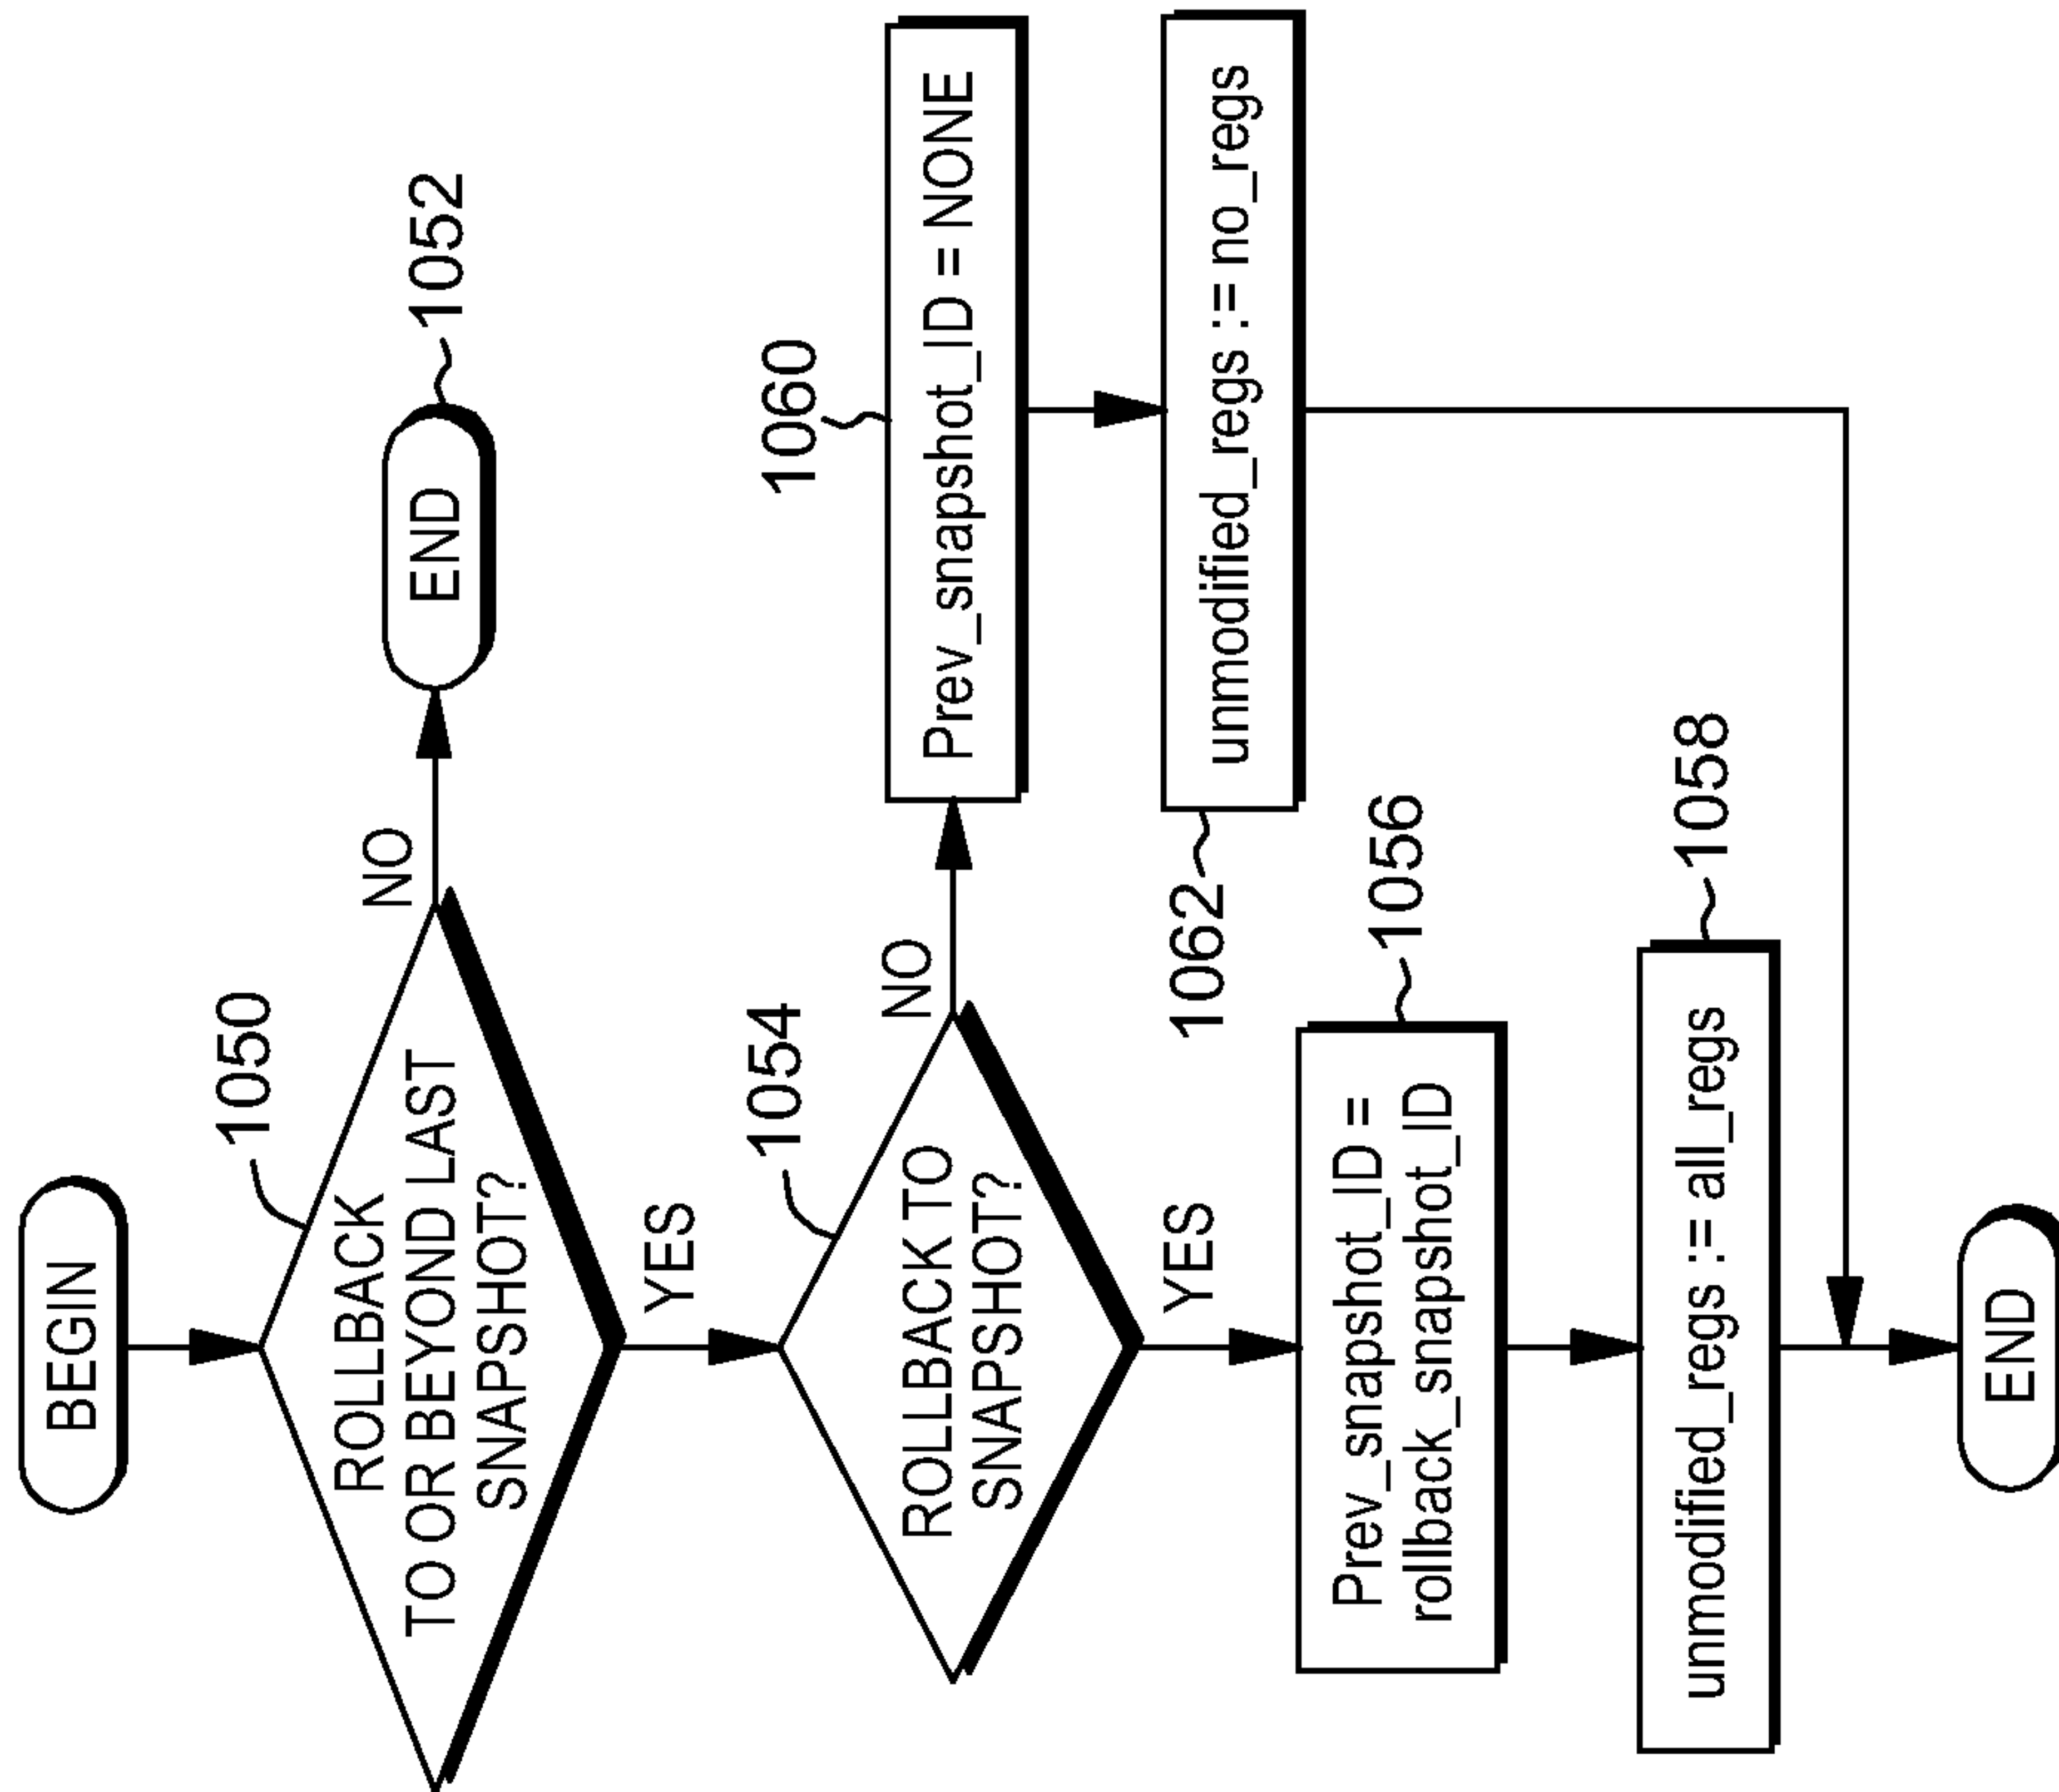 BEGIN
1050
ROLLBACK
TO OR BEYOND LAST
SNAPSHOT?
NO
END
1052
YES
1054
ROLLBACK TO
SNAPSHOT?
NO
1060
Prev_snapshot_ID = NONE
1062
unmodified_regs := no_regs
YES
Prev_snapshot_ID =
rollback_snapshot_ID
1056
unmodified_regs := all_regs
1058
END